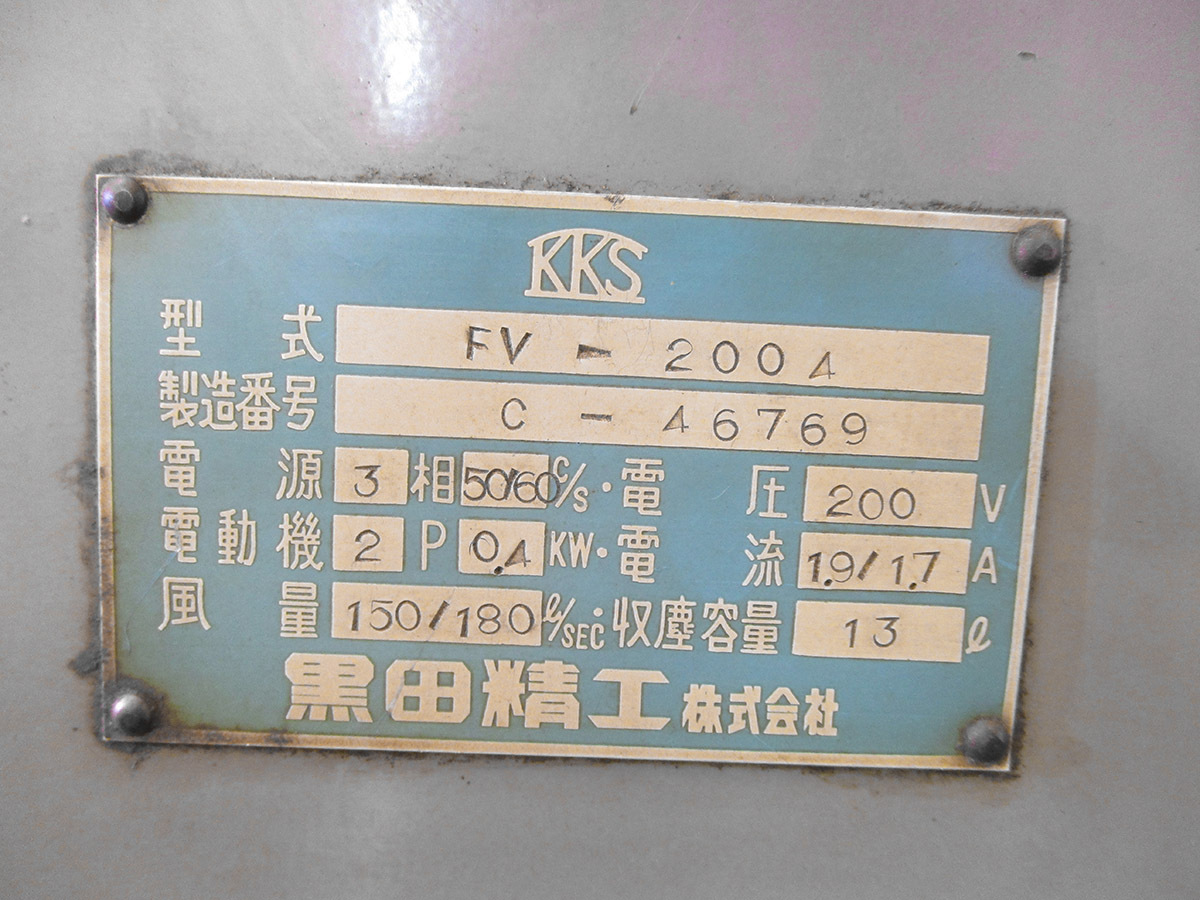 KKS
型式 FV-2004
製造番号 C-46769
電源 3相 50/60 c/s・電圧 200 V
電動機 2 P 0.4 KW・電流 1.9/1.7 A
風量 150/180 ℓ/SEC・収塵容量 13 ℓ
黒田精工株式会社